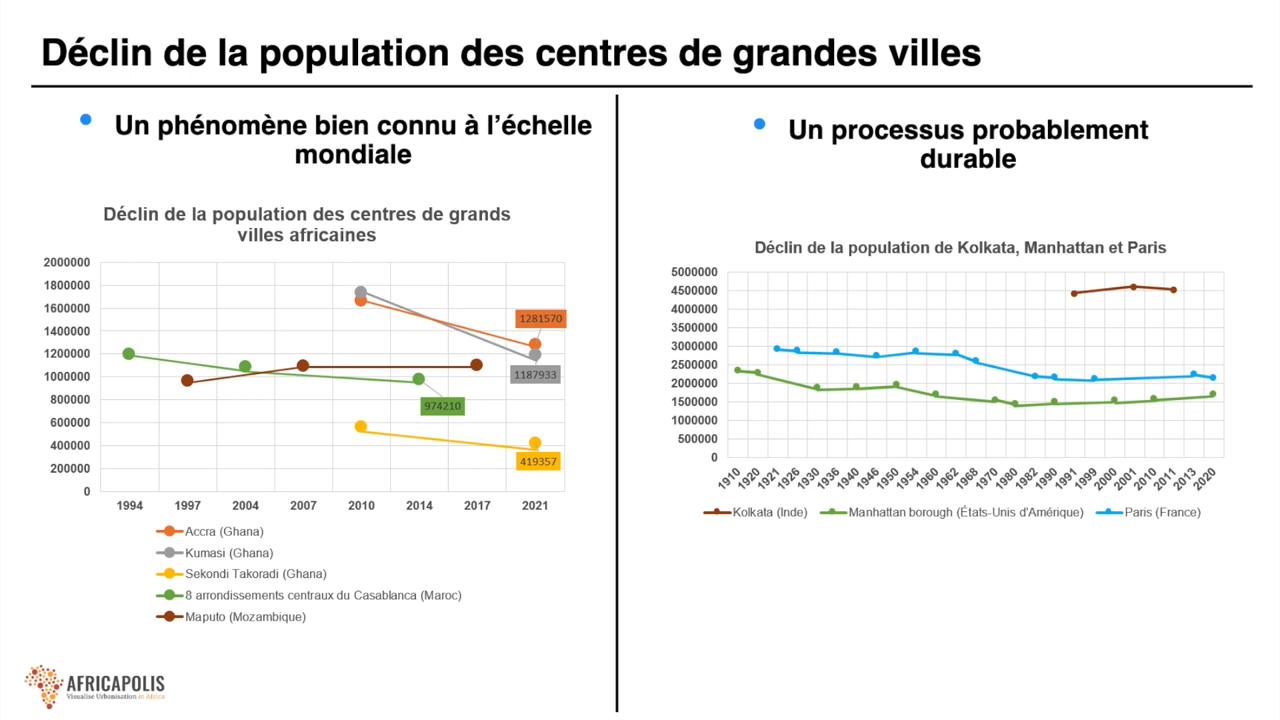 Déclin de la population des centres de grandes villes
Un phénomène bien connu à l’échelle
mondiale
Déclin de la population des centres de grands
villes africaines
2000000
1800000
1600000
1400000
1200000
1000000
800000
600000
400000
200000
0
1281570
1187933
974210
419357
1994 1997 2004 2007 2010 2014 2017 2021
Accra (Ghana)
Kumasi (Ghana)
Sekondi Takoradi (Ghana)
8 arrondissements centraux du Casablanca (Maroc)
Maputo (Mozambique)
AFRICAPOLIS
Visualise Urbanisation in Africa
Un processus probablement
durable
Déclin de la population de Kolkata, Manhattan et Paris
5000000
4500000
4000000
3500000
3000000
2500000
2000000
1500000
1000000
500000
0
1910 1920 1921 1926 1930 1936 1940 1946 1950 1954 1960 1962 1968 1970 1980 1982 1990 1991 1999 2000 2001 2010 2011 2013 2020
Kolkata (Inde) Manhattan borough (États-Unis d'Amérique) Paris (France)